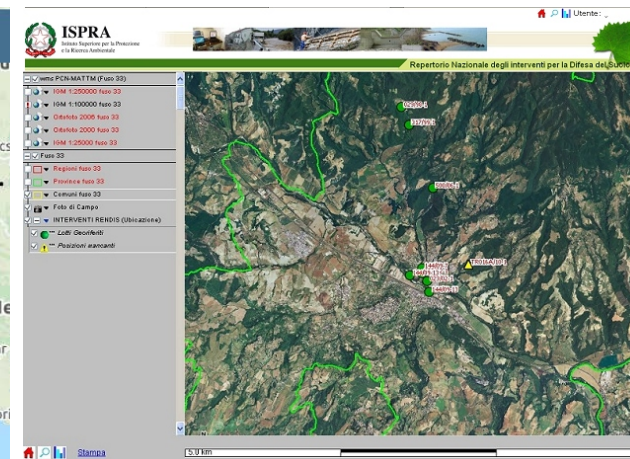 Utente:
ISPRA
Istituto Superiore per la Protezione
e la Ricerca Ambientale
Repertorio Nazionale degli interventi per la Difesa del Suolo
wms PCN-MATTM (Fuso 33)
IGM 1:250000 fuso 33
IGM 1:100000 fuso 33
Ortofoto 2006 fuso 33
Ortofoto 2000 fuso 33
IGM 1:25000 fuso 33
Fuso 33
Regioni fuso 33
Province fuso 33
Comuni fuso 33
Foto di Campo
INTERVENTI RENDIS (Ubicazione)
Lotti Georiferiti
Posizioni mancanti
TR016A/10-1
Stampa
5.0 km